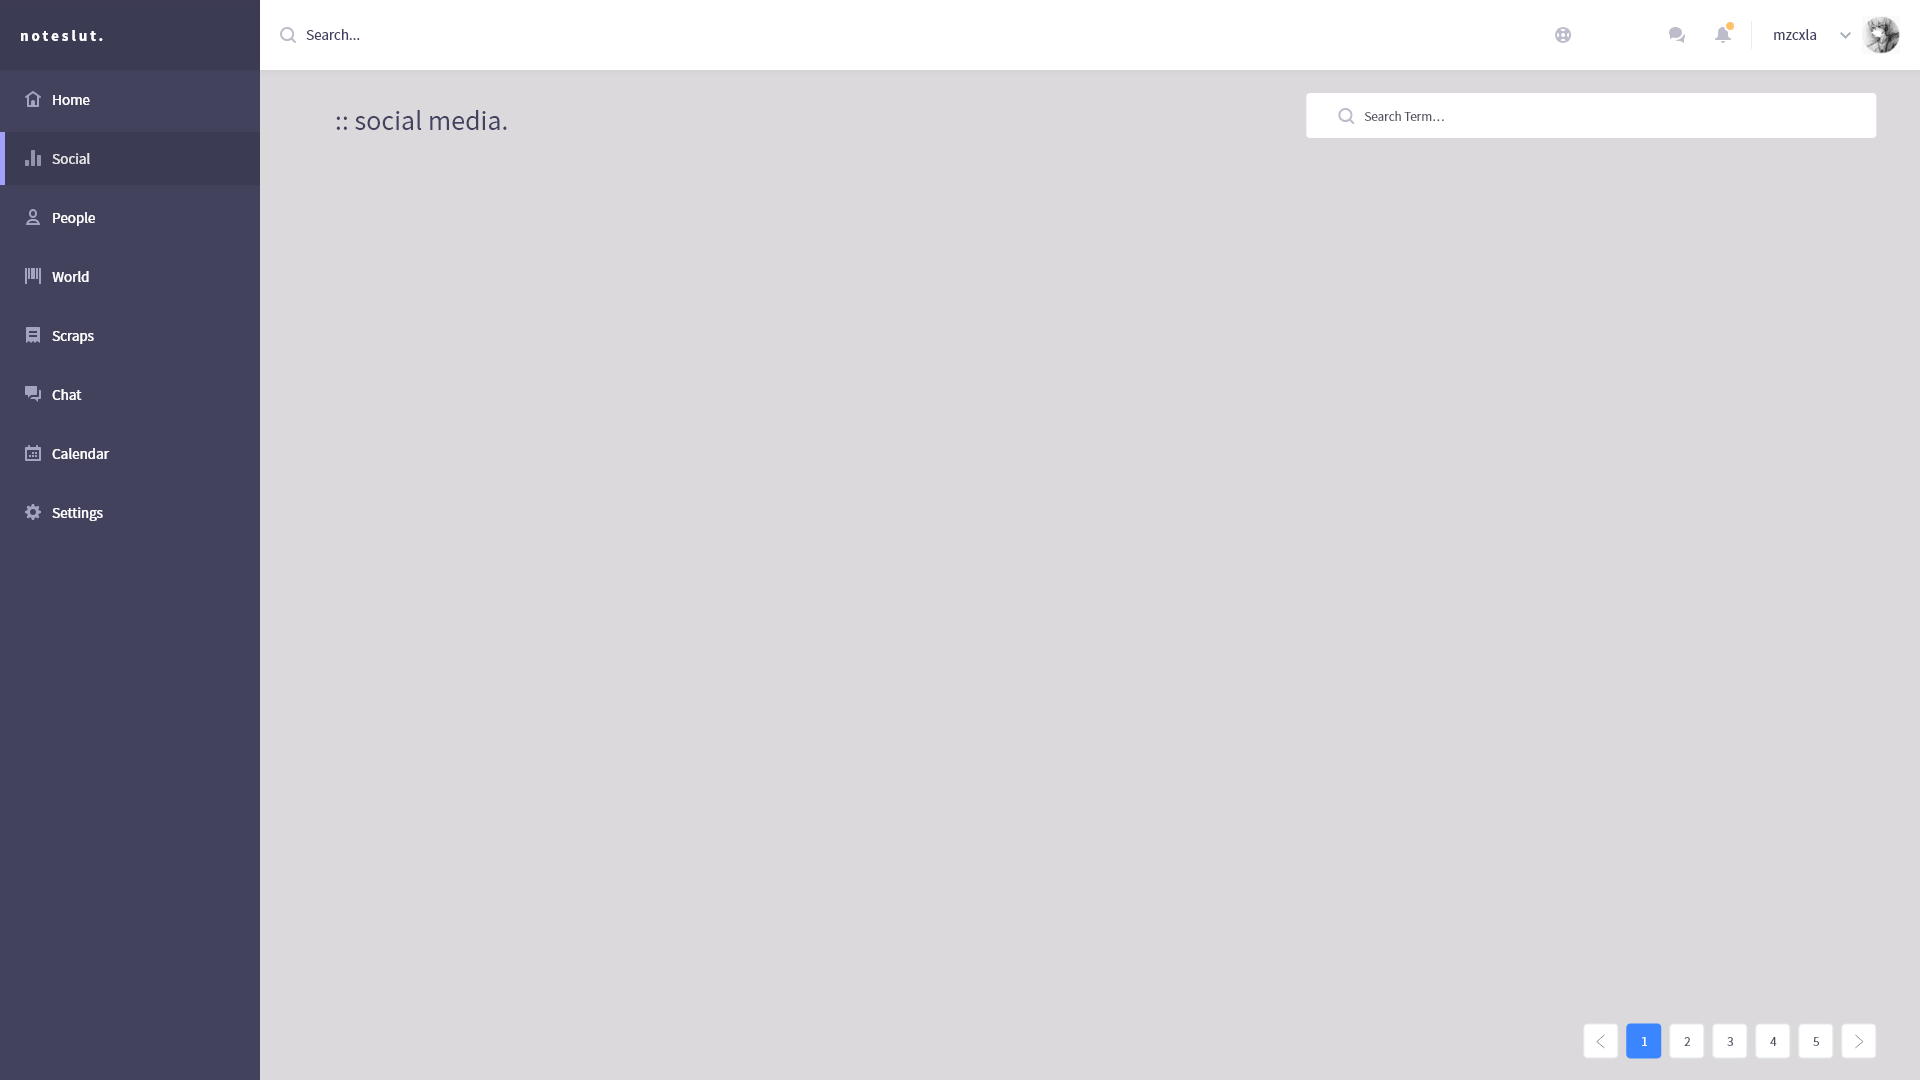 noteslut.
Search...
mzcxla
Home
Social
People
World
Scraps
Chat
Calendar
Settings
:: social media.
Search Term...
1 2 3 4 5